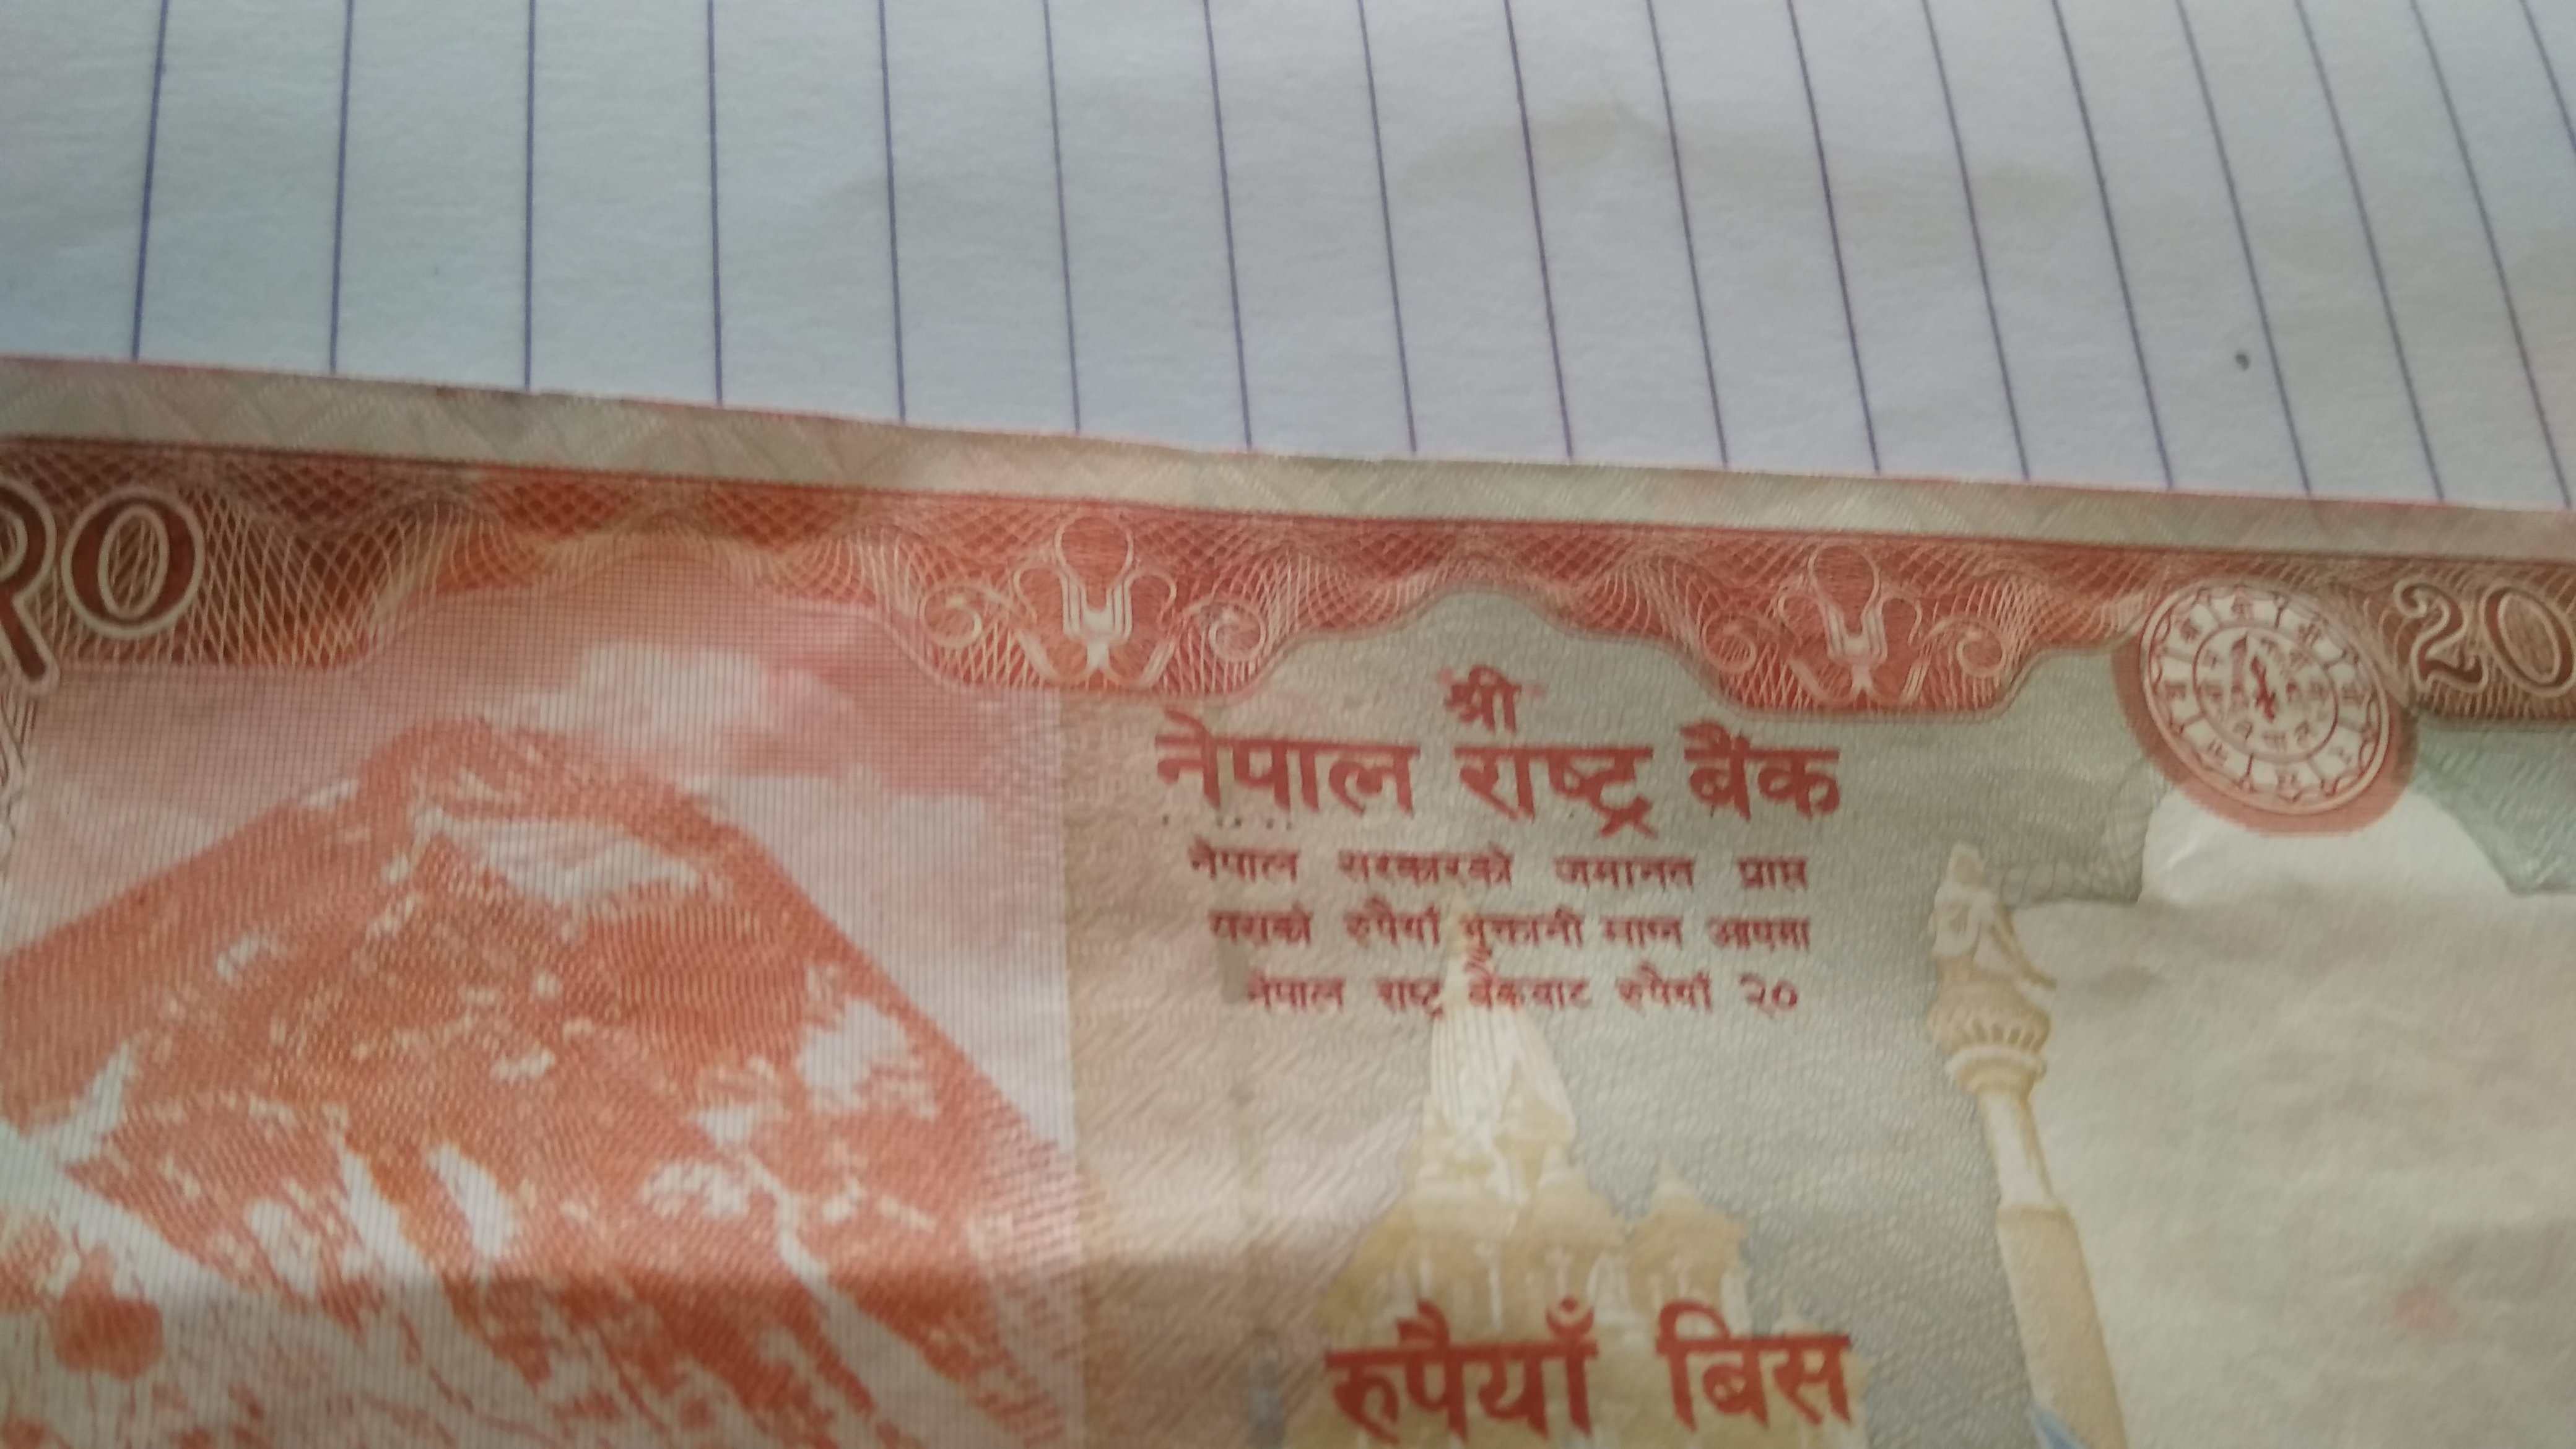 २०
20
श्री
नेपाल राष्ट्र बैंक
नेपाल सरकारको जमानत प्राप्त
यसको रुपैयाँ भुक्तानी माग्न आएमा
नेपाल राष्ट्र बैंकबाट रुपैयाँ २०
रुपैयाँ बिस